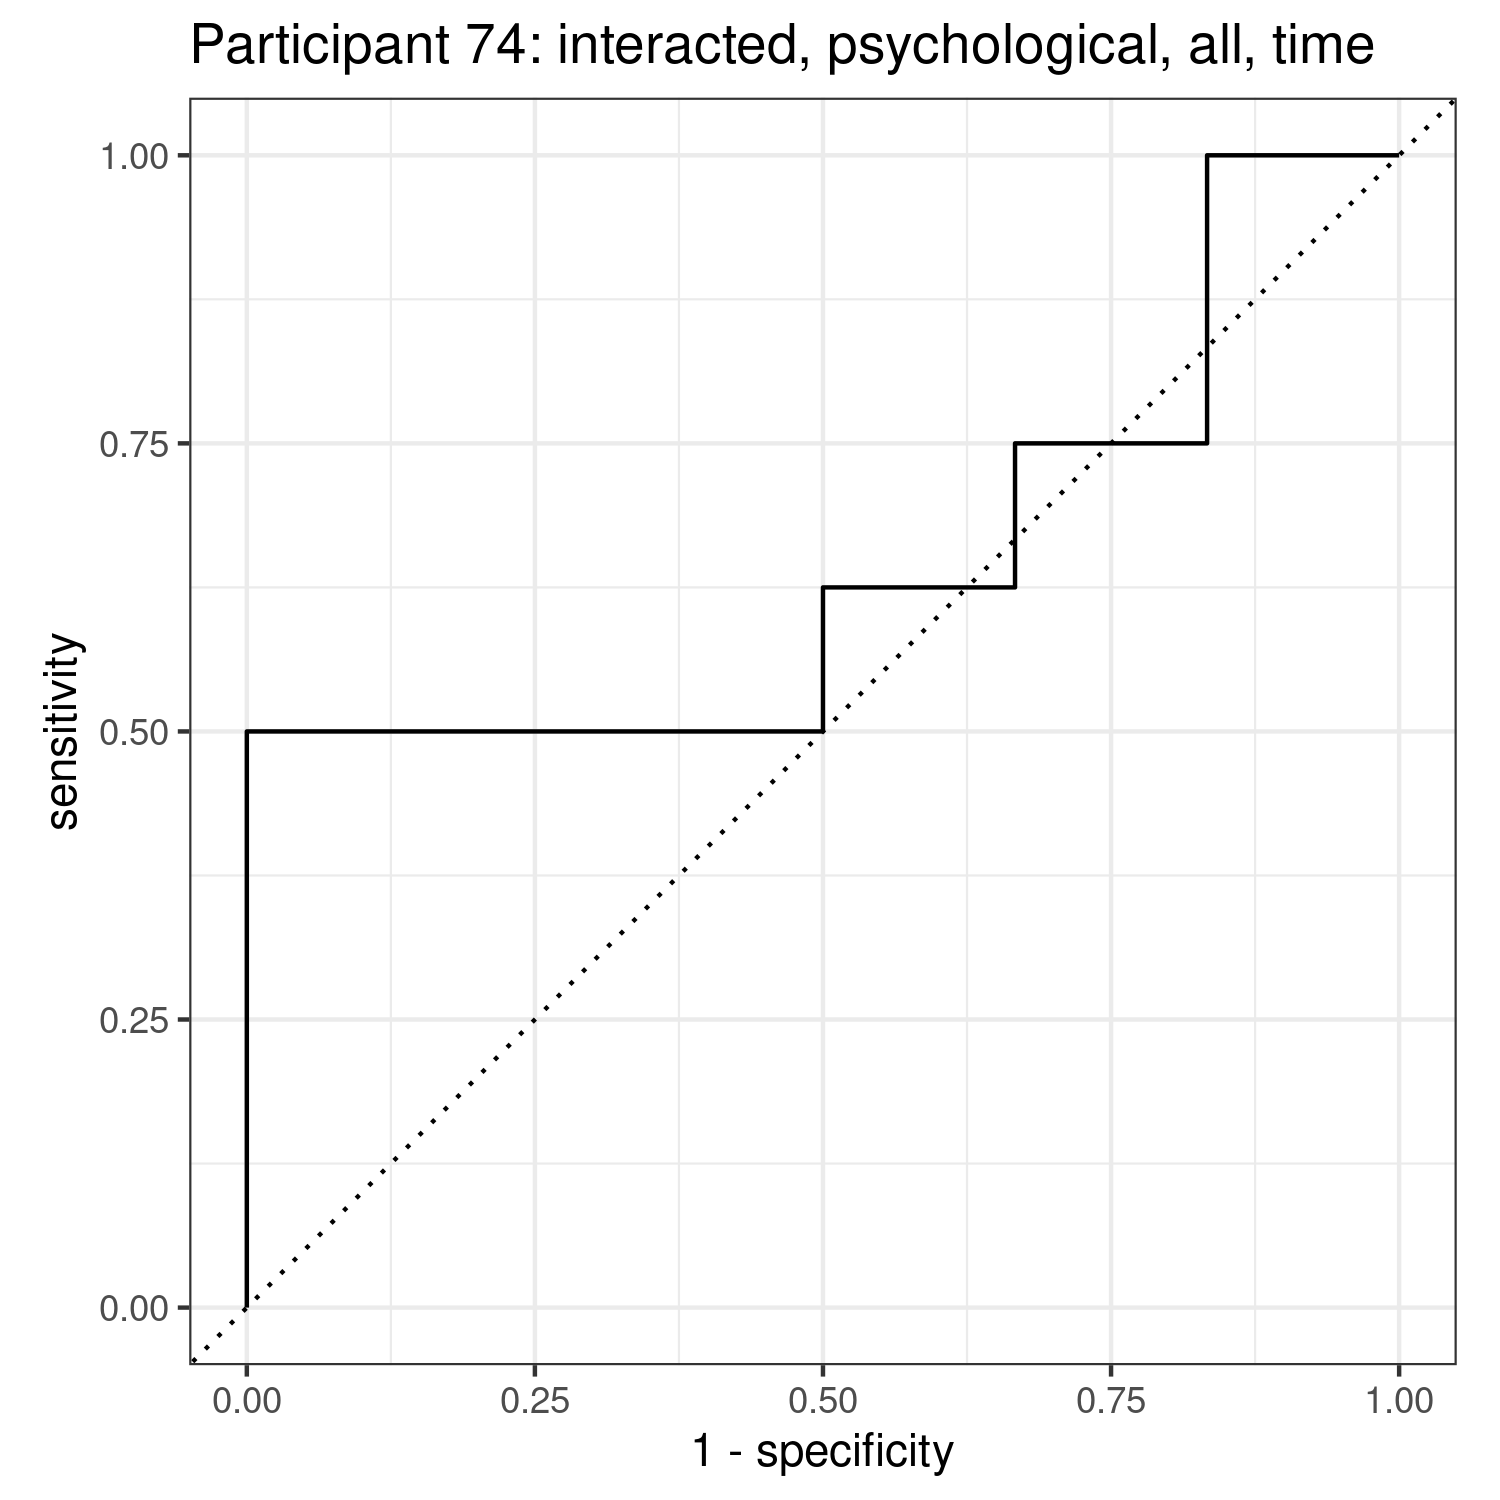 Participant 74: interacted, psychological, all, time
1.00
0.75
0.50
0.25
0.00
sensitivity
0.00 0.25 0.50 0.75 1.00
1 - specificity